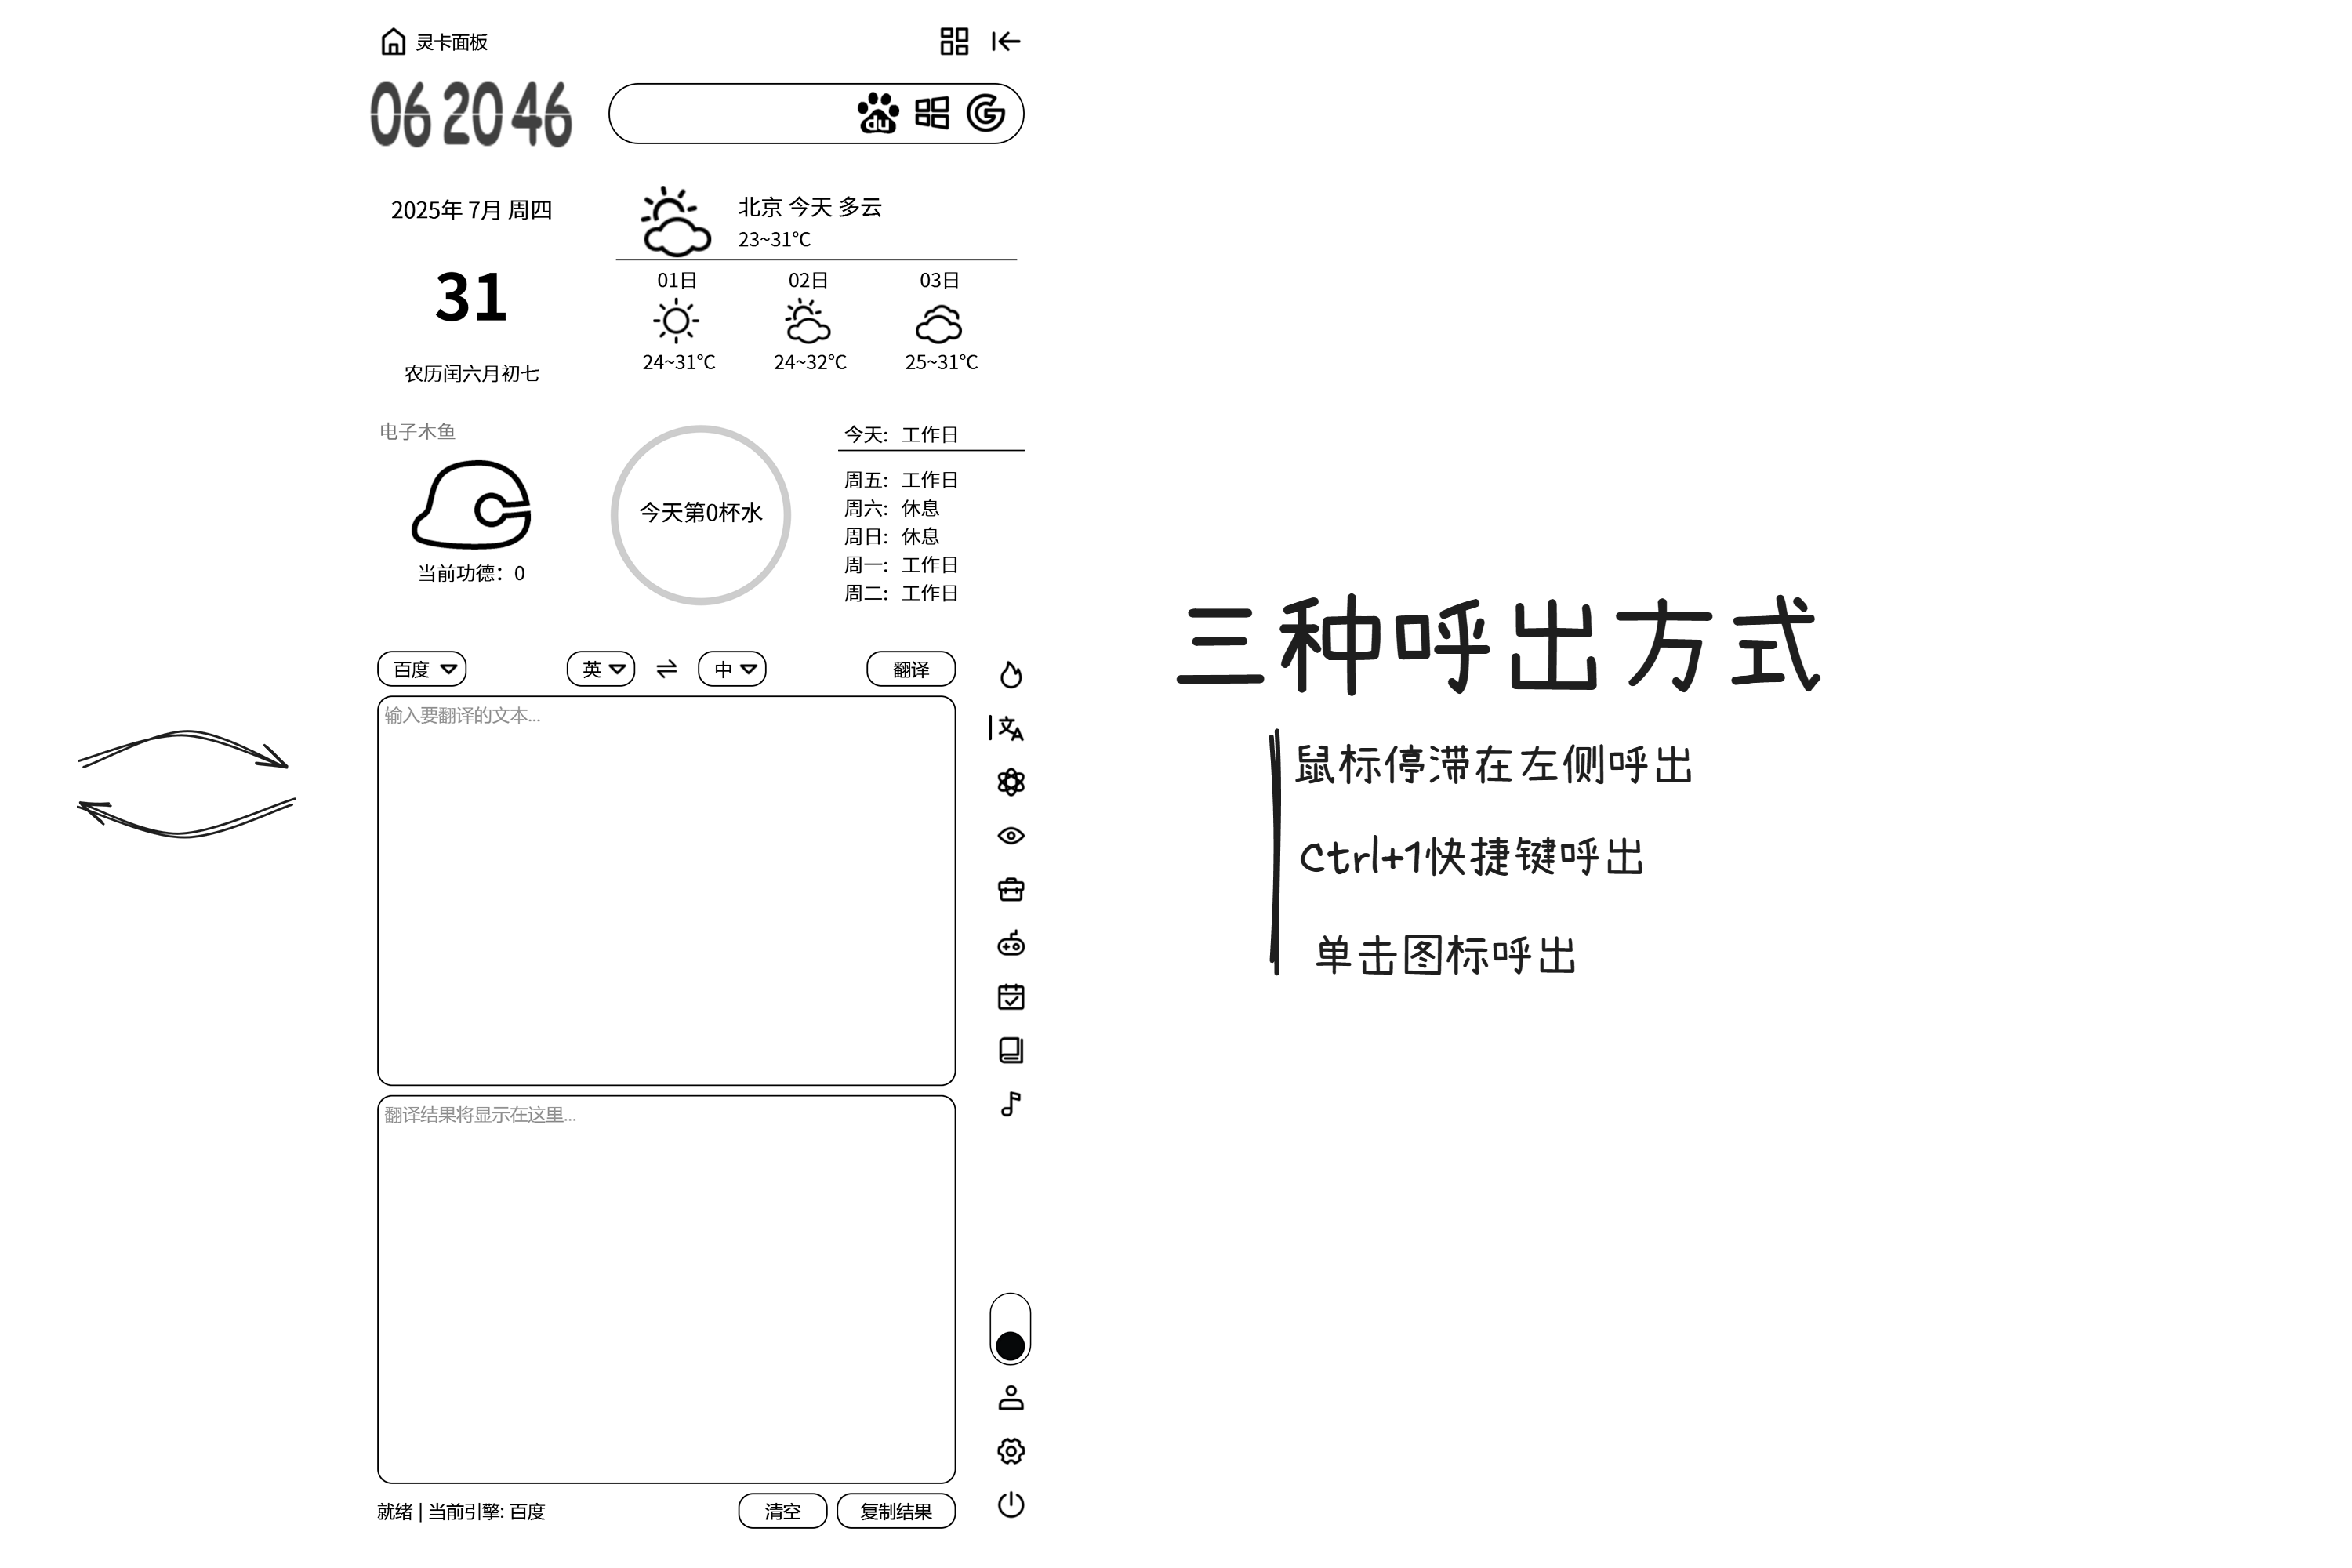 灵卡面板
06 20 46
du
2025年 7月 周四
31
农历闰六月初七
北京 今天 多云
23~31°C
01日 02日 03日
24~31°C 24~32°C 25~31°C
电子木鱼
当前功德：0
今天第0杯水
今天: 工作日
周五: 工作日
周六: 休息
周日: 休息
周一: 工作日
周二: 工作日
百度 英 中 翻译
输入要翻译的文本...
翻译结果将显示在这里...
就绪 | 当前引擎: 百度
清空 复制结果
三种呼出方式
鼠标停滞在左侧呼出
Ctrl+1快捷键呼出
单击图标呼出